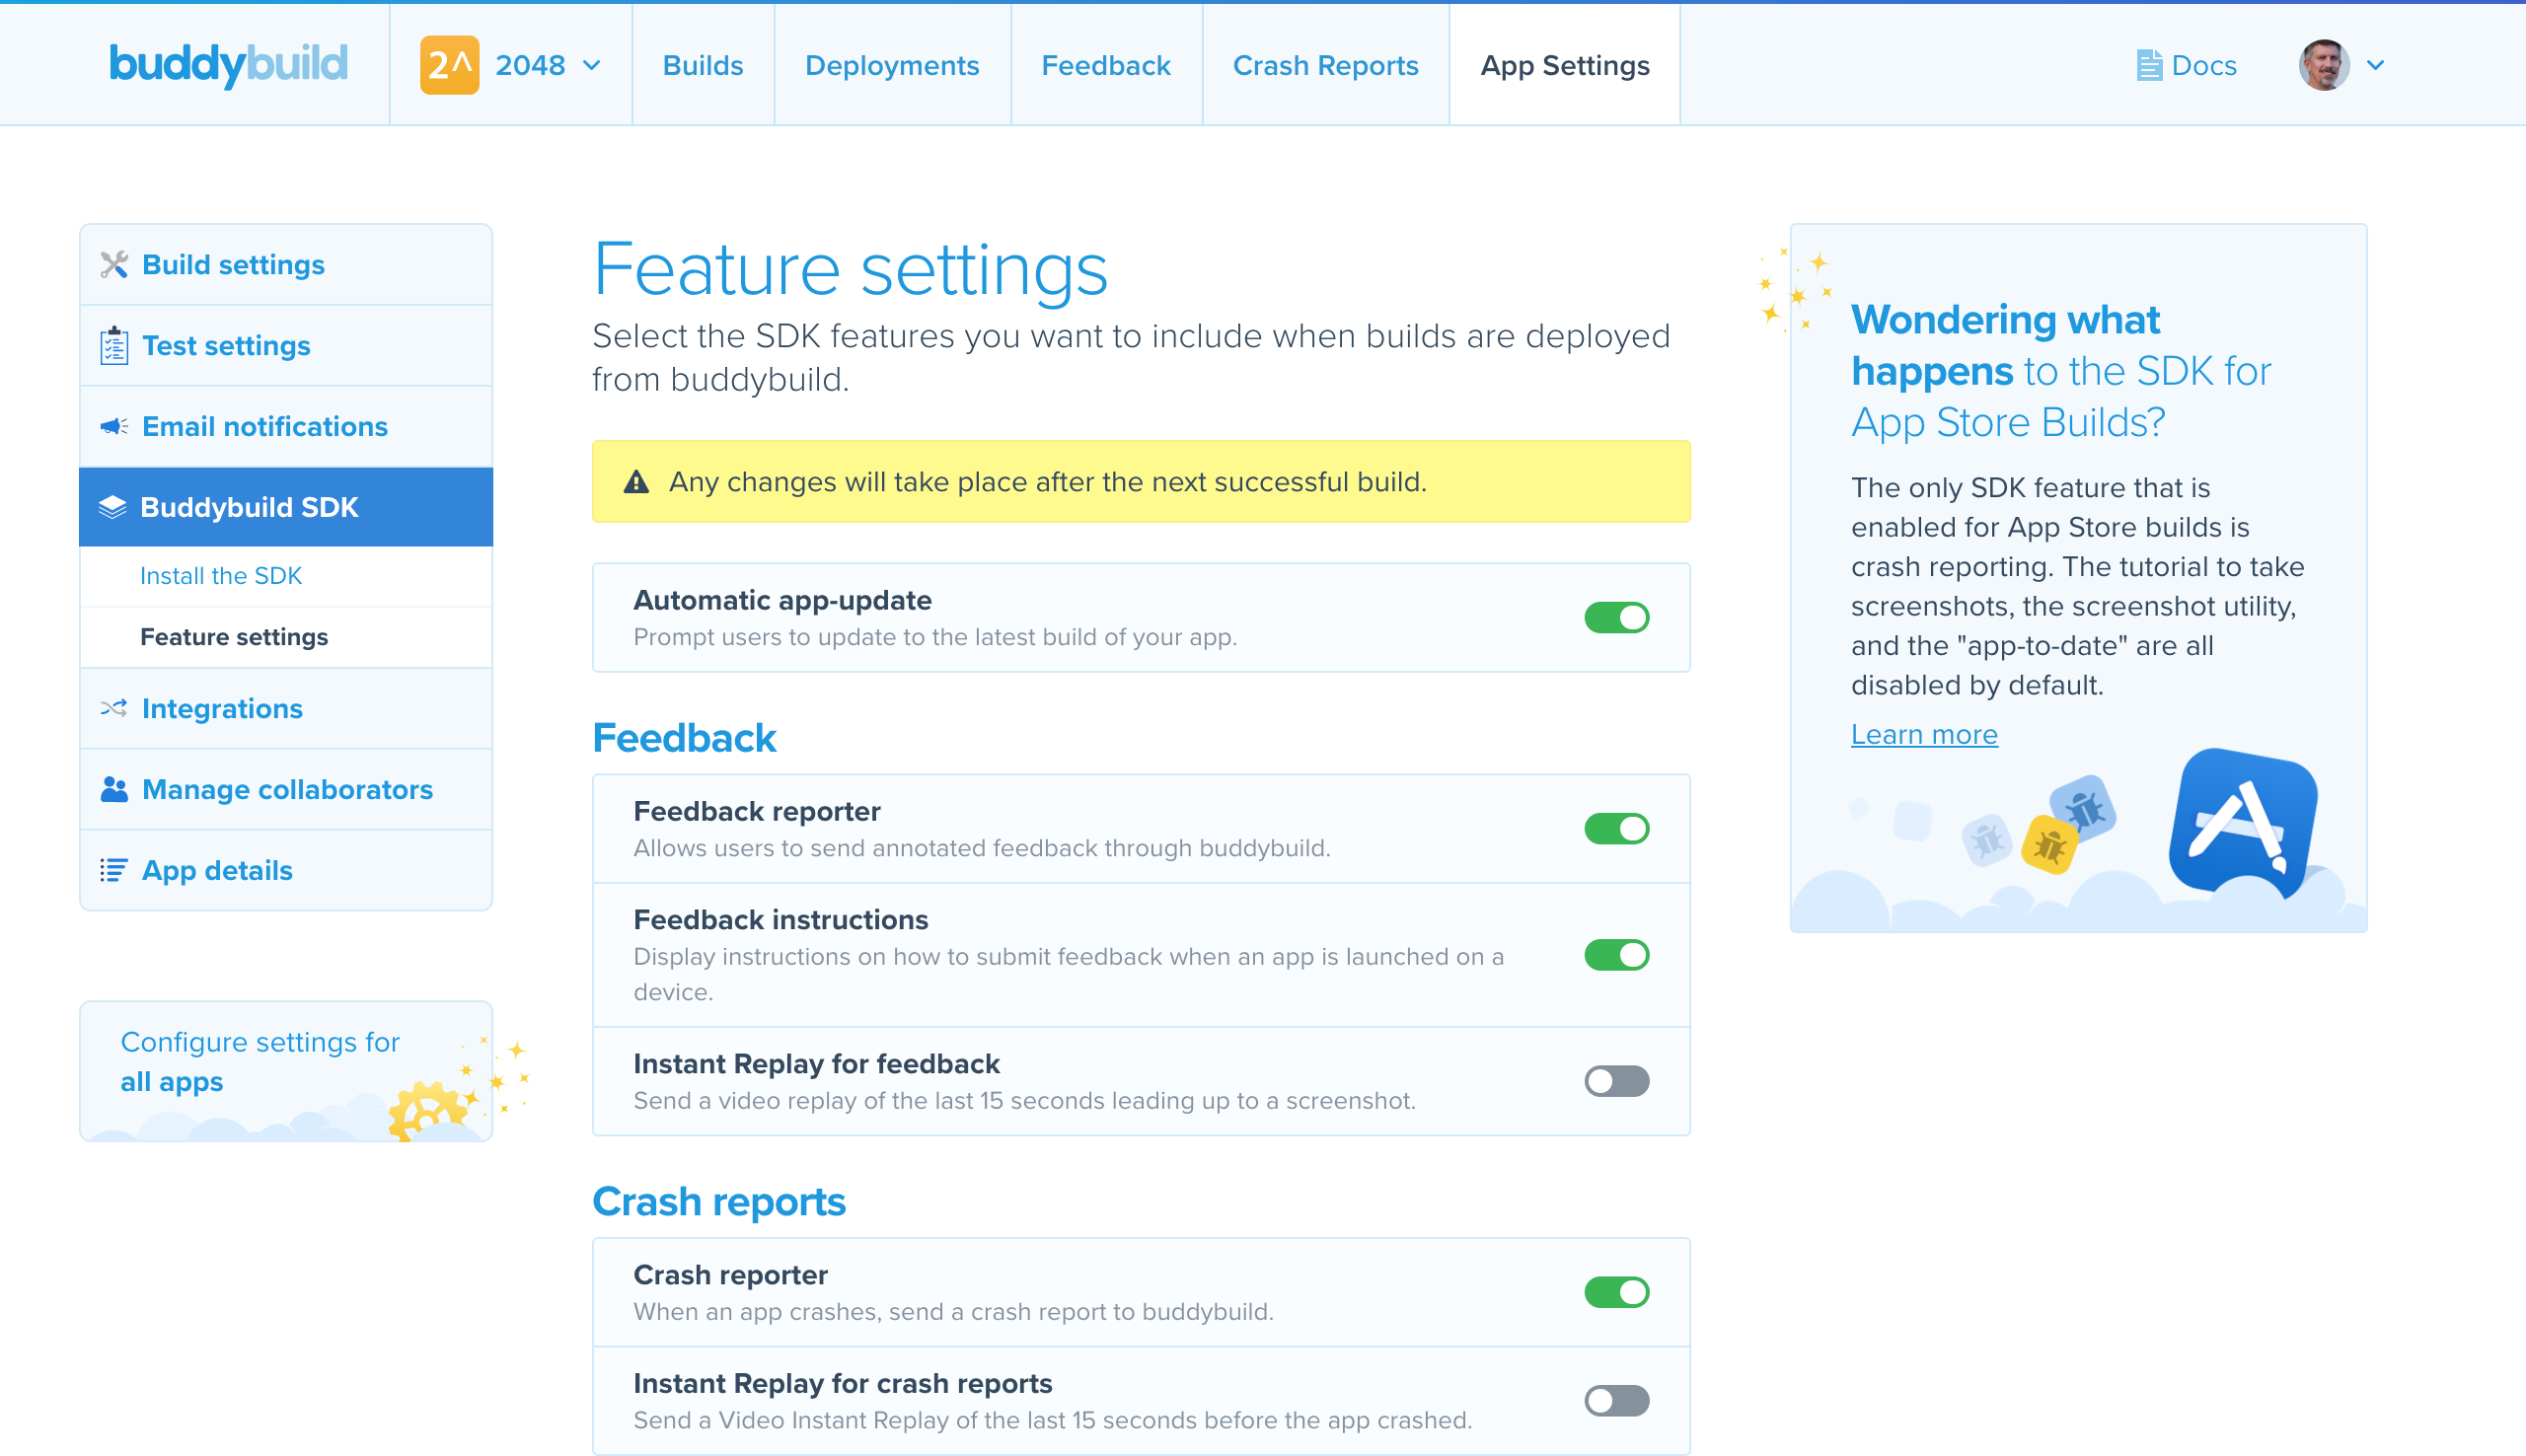 buddybuild
2^ 2048
Builds
Deployments
Feedback
Crash Reports
App Settings
Docs
Build settings
Test settings
Email notifications
Buddybuild SDK
Install the SDK
Feature settings
Integrations
Manage collaborators
App details
Configure settings for
all apps
Feature settings
Select the SDK features you want to include when builds are deployed
from buddybuild.
Any changes will take place after the next successful build.
Automatic app-update
Prompt users to update to the latest build of your app.
Feedback
Feedback reporter
Allows users to send annotated feedback through buddybuild.
Feedback instructions
Display instructions on how to submit feedback when an app is launched on a
device.
Instant Replay for feedback
Send a video replay of the last 15 seconds leading up to a screenshot.
Crash reports
Crash reporter
When an app crashes, send a crash report to buddybuild.
Instant Replay for crash reports
Send a Video Instant Replay of the last 15 seconds before the app crashed.
Wondering what
happens to the SDK for
App Store Builds?
The only SDK feature that is
enabled for App Store builds is
crash reporting. The tutorial to take
screenshots, the screenshot utility,
and the "app-to-date" are all
disabled by default.
Learn more